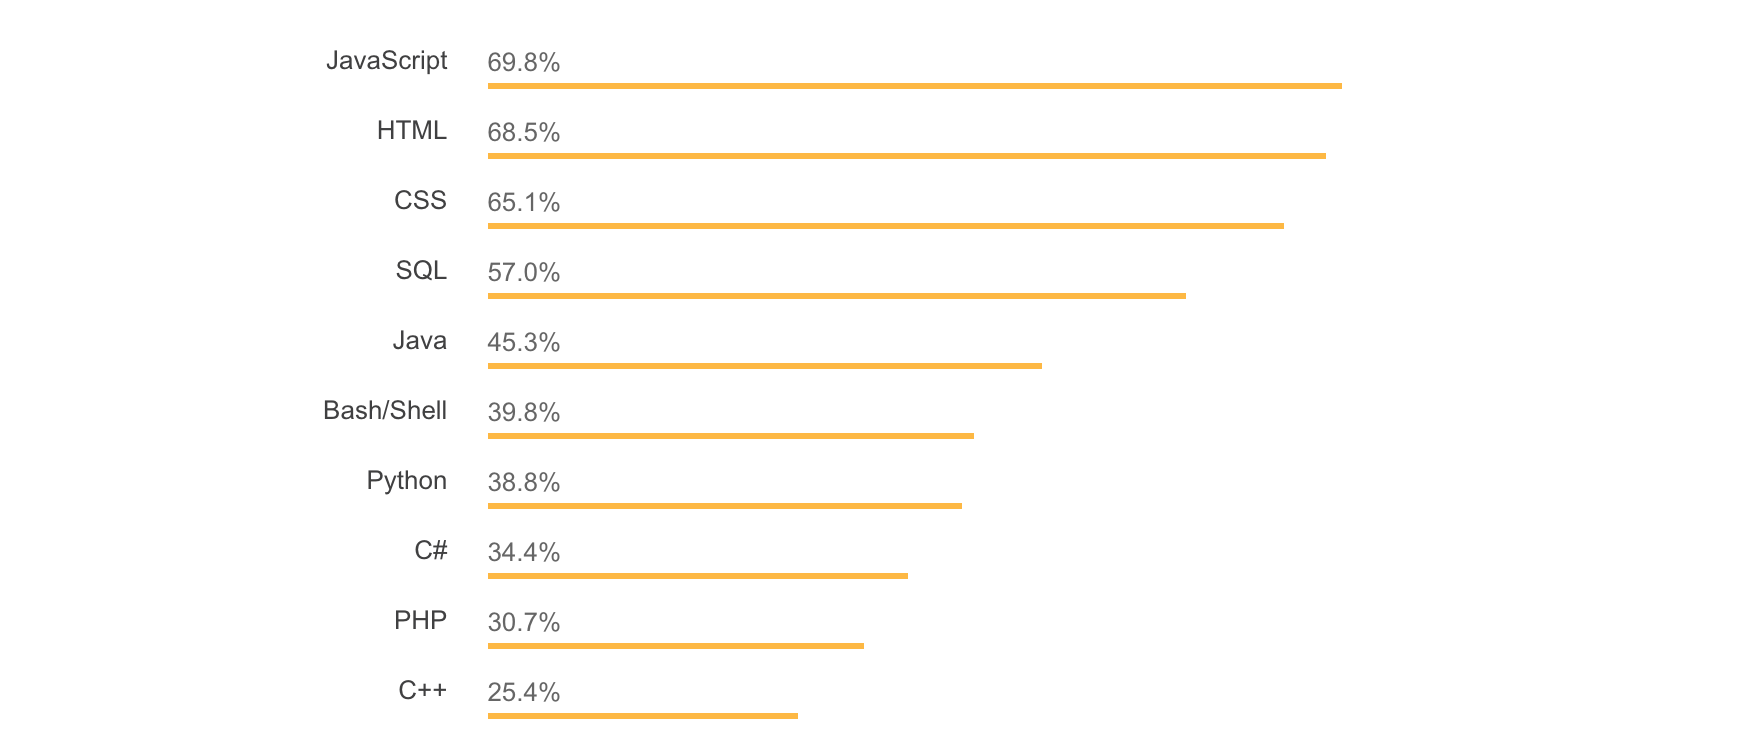 JavaScript 69.8%
HTML 68.5%
CSS 65.1%
SQL 57.0%
Java 45.3%
Bash/Shell 39.8%
Python 38.8%
C# 34.4%
PHP 30.7%
C++ 25.4%